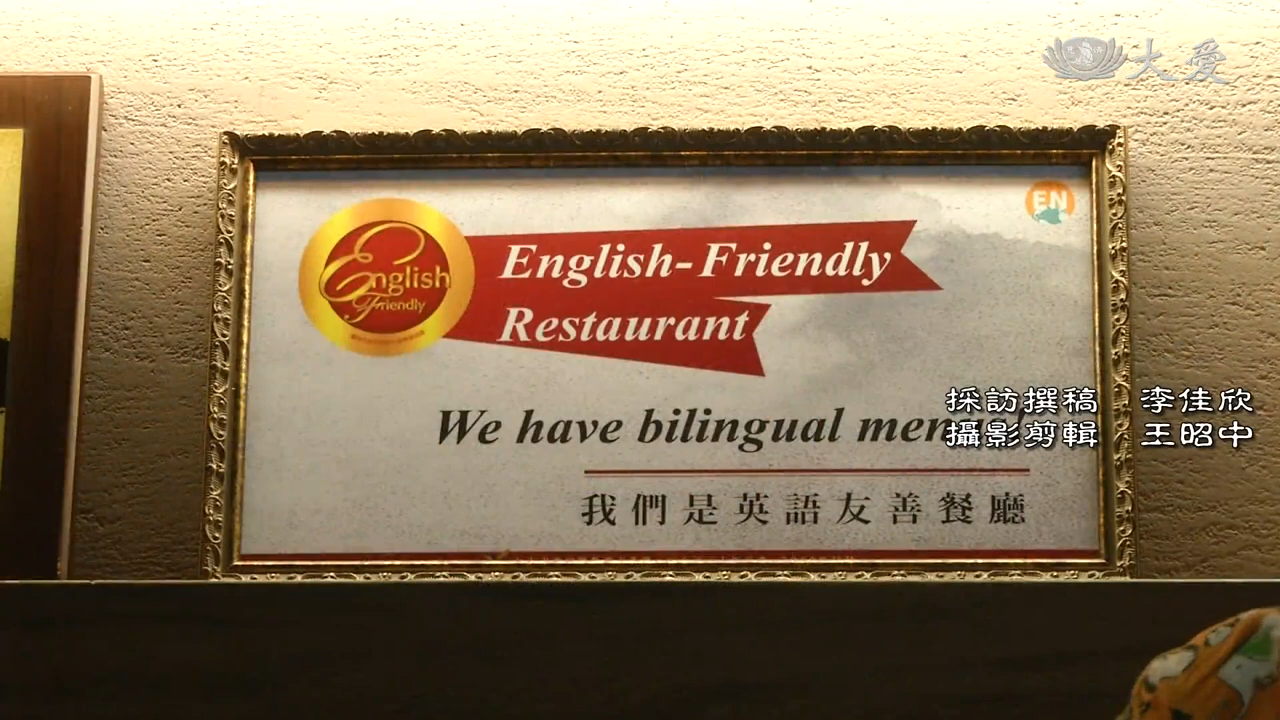 大愛
EN
English
Friendly
English-Friendly
Restaurant
We have bilingual
採訪撰稿 李佳欣
攝影剪輯 王昭中
我們是英語友善餐廳